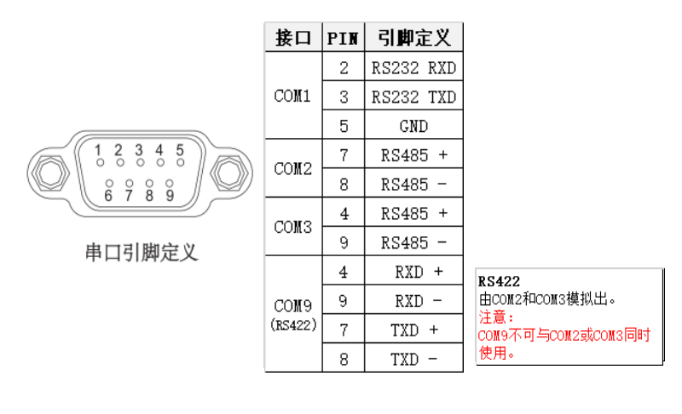 接口 PIN 引脚定义
COM1
2 RS232 RXD
3 RS232 TXD
5 GND
COM2
7 RS485 +
8 RS485 -
COM3
4 RS485 +
9 RS485 -
COM9
(RS422)
4 RXD +
9 RXD -
7 TXD +
8 TXD -
1 2 3 4 5
6 7 8 9
串口引脚定义
RS422
由COM2和COM3模拟出。
注意：
COM9不可与COM2或COM3同时
使用。